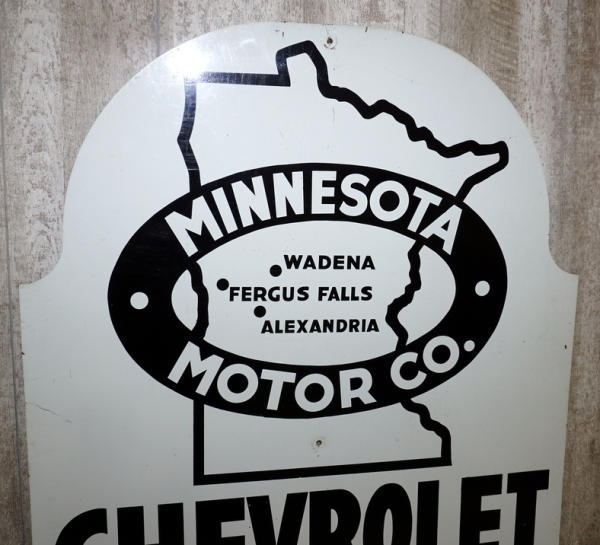 MINNESOTA
WADENA
FERGUS FALLS
ALEXANDRIA
MOTOR CO.
CHEVROLET